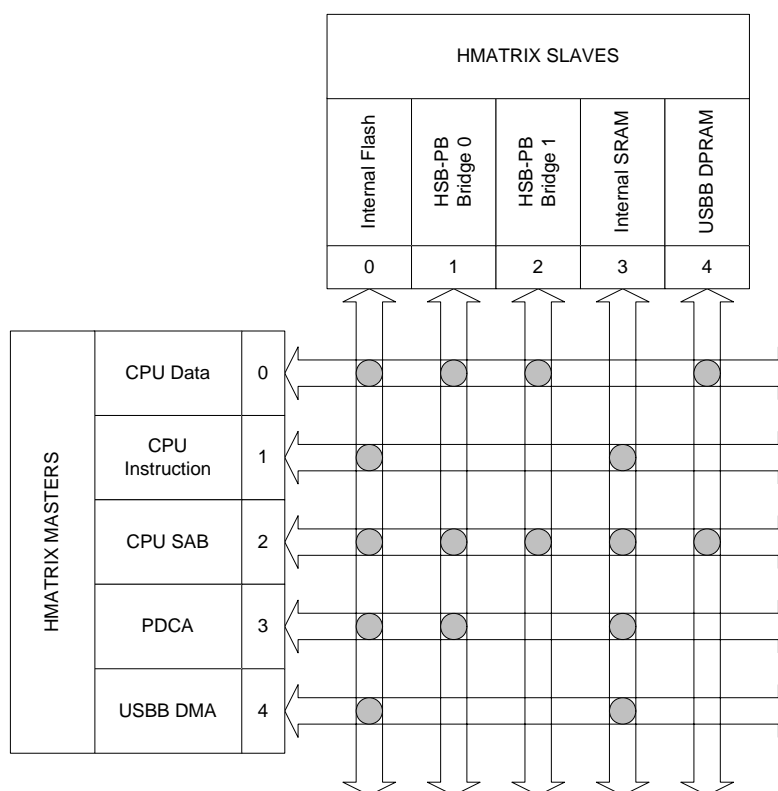 HMATRIX SLAVES
Internal Flash
HSB-PB
Bridge 0
HSB-PB
Bridge 1
Internal SRAM
USBB DPRAM
0 1 2 3 4
HMATRIX MASTERS
CPU Data 0
CPU
Instruction 1
CPU SAB 2
PDCA 3
USBB DMA 4